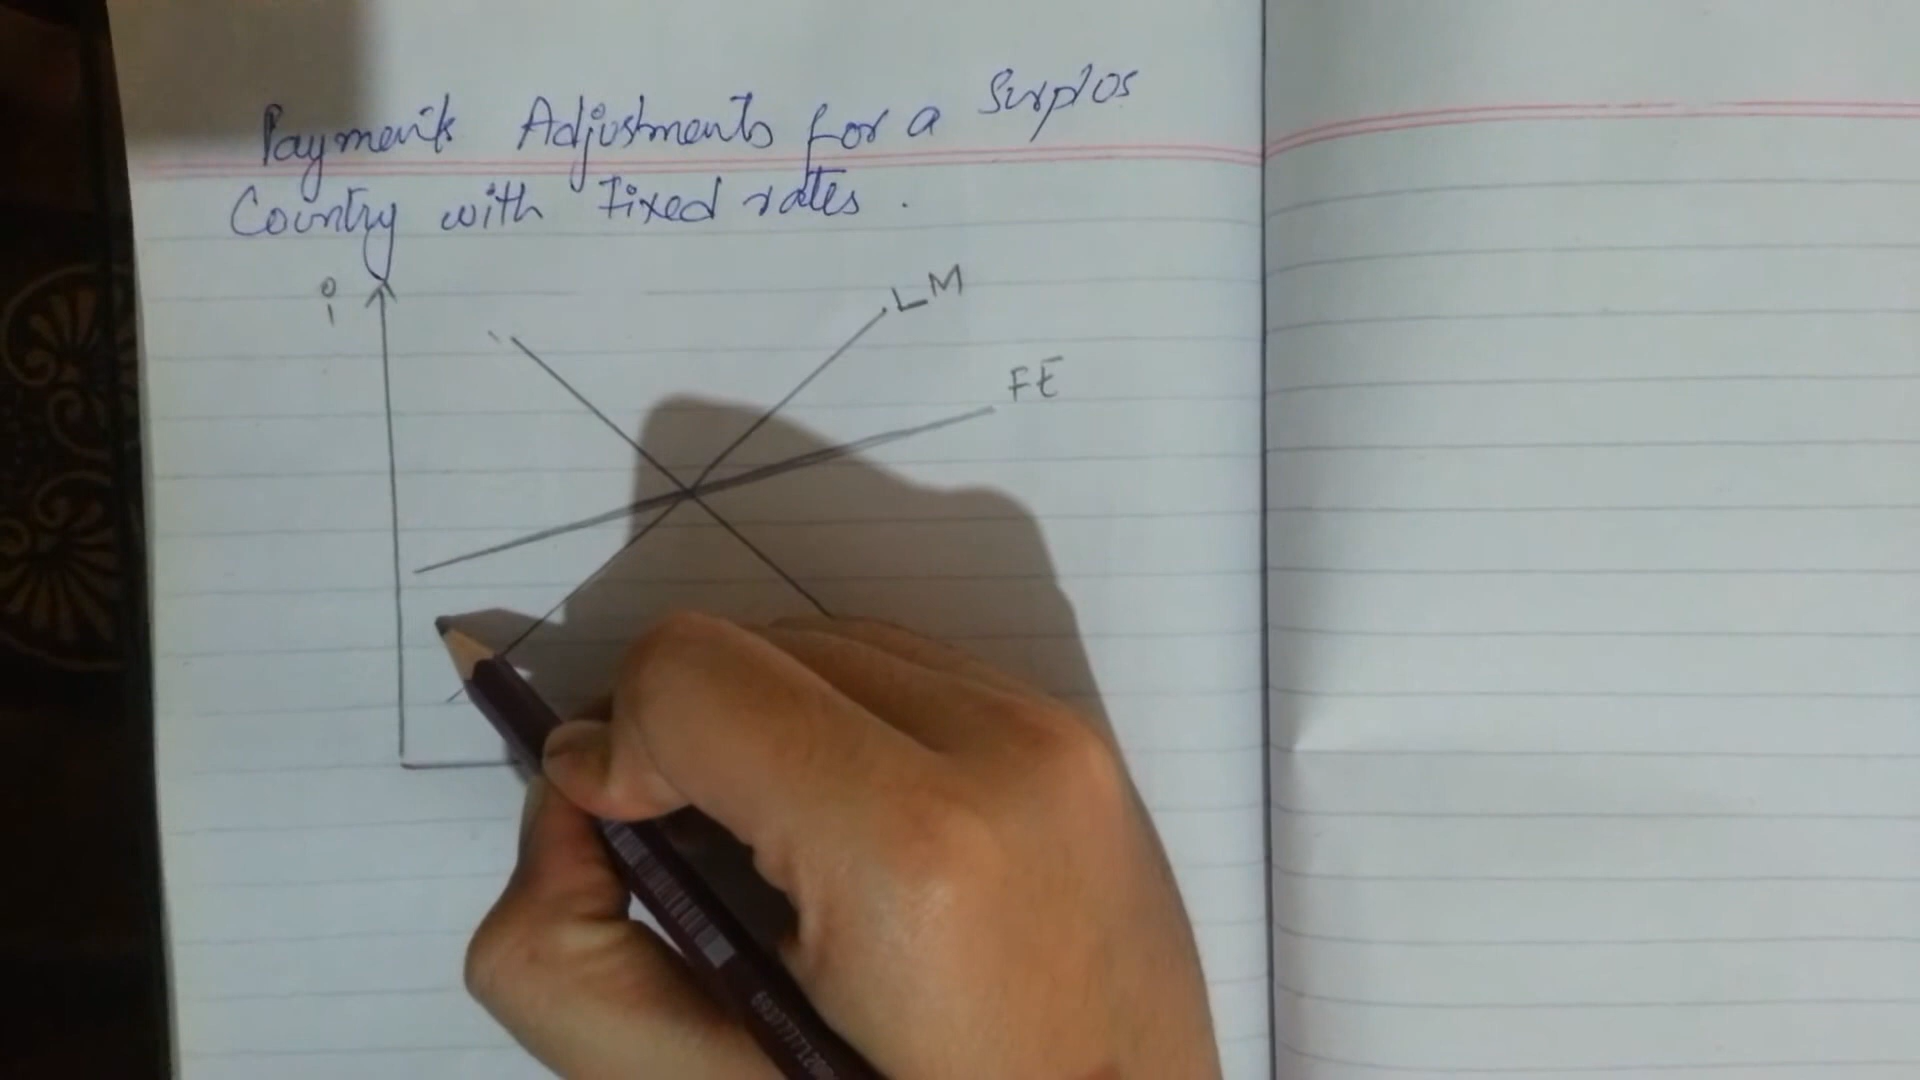 Payments Adjustments for a Surplus
Country with Fixed rates.
i
LM
FE